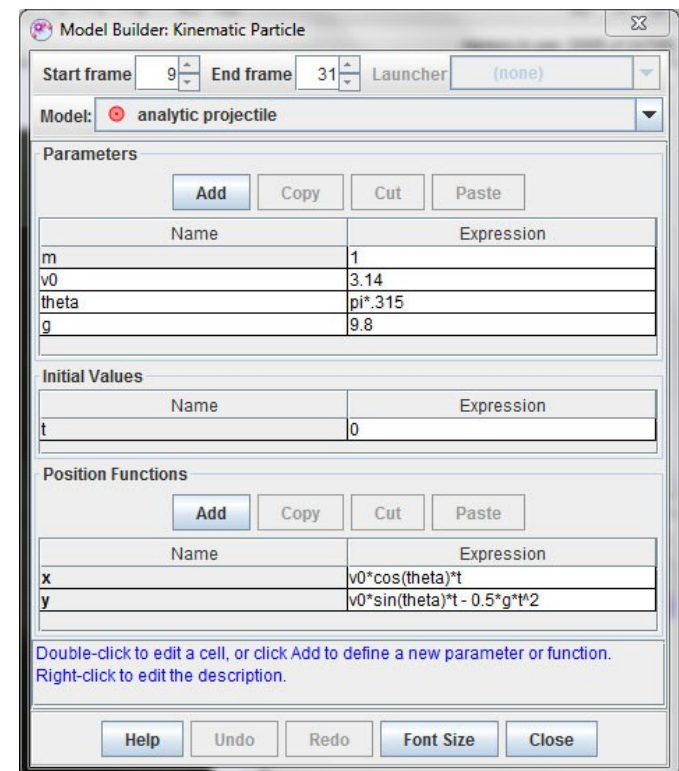 Model Builder: Kinematic Particle
Start frame 9 End frame 31 Launcher (none)
Model: analytic projectile
Parameters
Add Copy Cut Paste
Name Expression
m 1
v0 3.14
theta pi*.315
g 9.8
Initial Values
Name Expression
t 0
Position Functions
Add Copy Cut Paste
Name Expression
x v0*cos(theta)*t
y v0*sin(theta)*t - 0.5*g*t^2
Double-click to edit a cell, or click Add to define a new parameter or function.
Right-click to edit the description.
Help Undo Redo Font Size Close